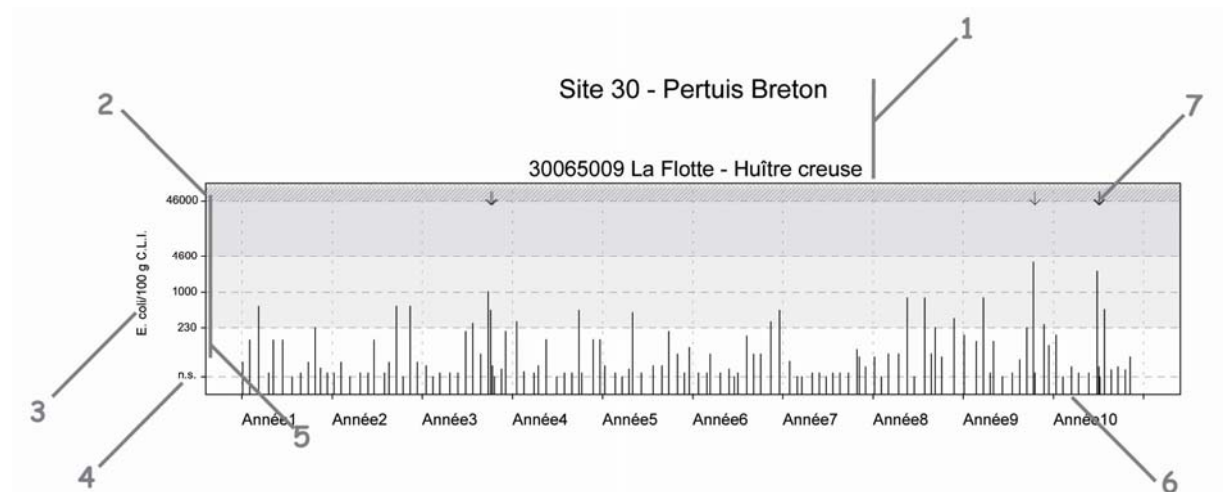 1
Site 30 - Pertuis Breton
2
7
30065009 La Flotte - Huître creuse
46000
4600
1000
230
n.s.
E. coli/100 g C.L.I.
3
Année1 Année2 Année3 Année4 Année5 Année6 Année7 Année8 Année9 Année10
5
4
6